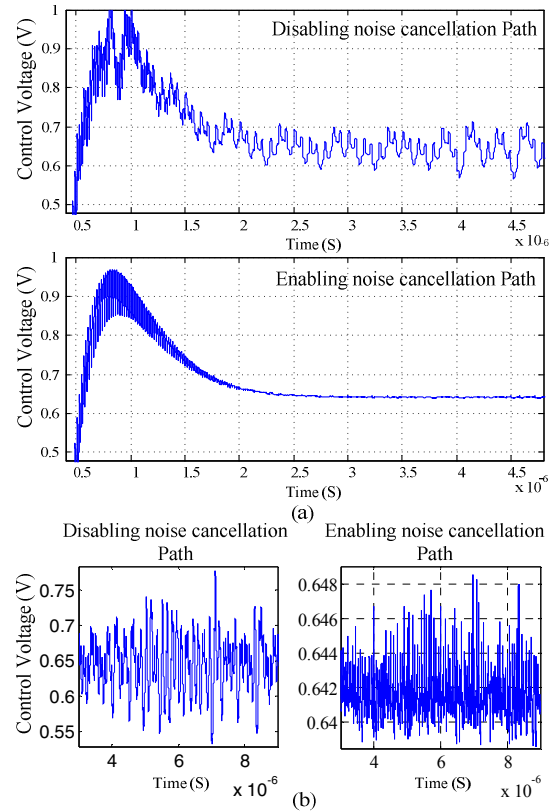 (a)
Disabling noise cancellation Path
Control Voltage (V)
1
0.9
0.8
0.7
0.6
0.5
0.5 1 1.5 2 2.5 3 3.5 4 4.5
Time (S)
x 10-6
Enabling noise cancellation Path
Control Voltage (V)
1
0.9
0.8
0.7
0.6
0.5
0.5 1 1.5 2 2.5 3 3.5 4 4.5
Time (S)
x 10-6
(a)
Disabling noise cancellation
Path
Control Voltage (V)
0.75
0.7
0.65
0.6
0.55
4 6 8
Time (S)
x 10-6
Enabling noise cancellation
Path
0.648
0.646
0.644
0.642
0.64
4 6 8
Time (S)
x 10-6
(b)